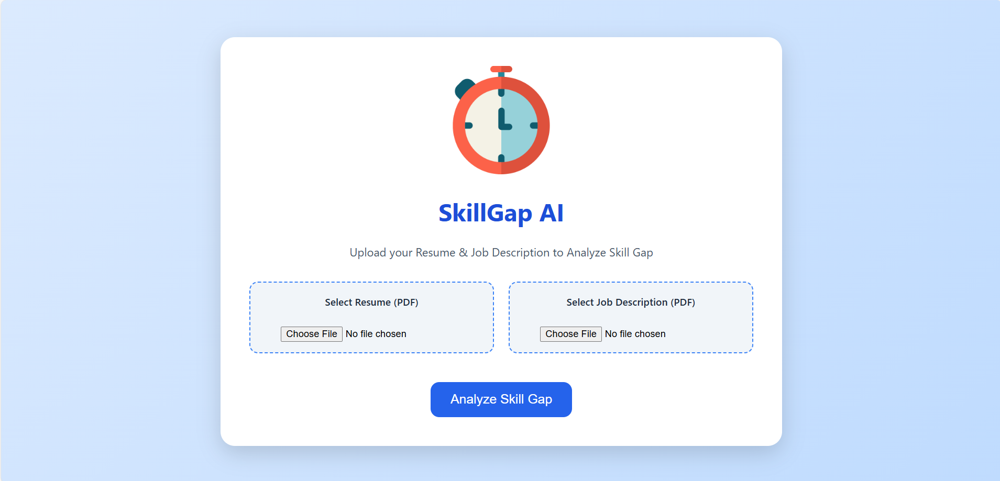 SkillGap AI
Upload your Resume & Job Description to Analyze Skill Gap
Select Resume (PDF)
Choose File No file chosen
Select Job Description (PDF)
Choose File No file chosen
Analyze Skill Gap